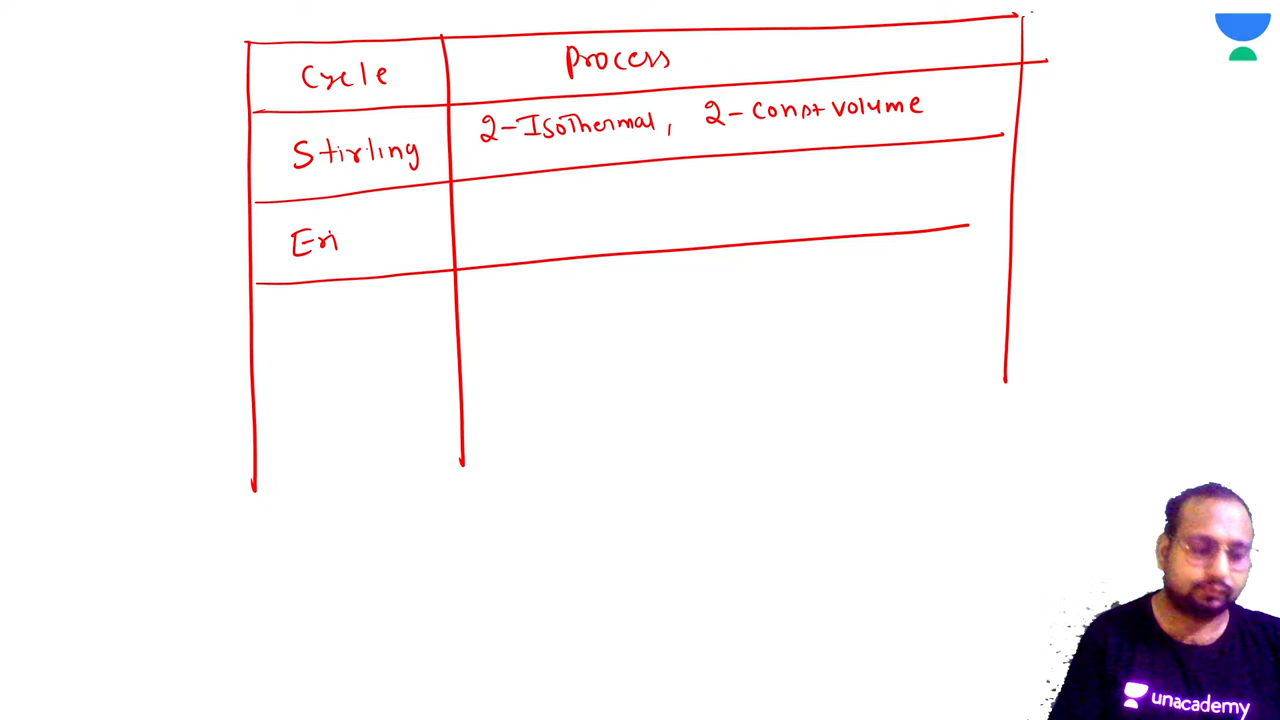 Cycle Process
Stirling 2-Isothermal, 2-Const volume
Eri
unacademy